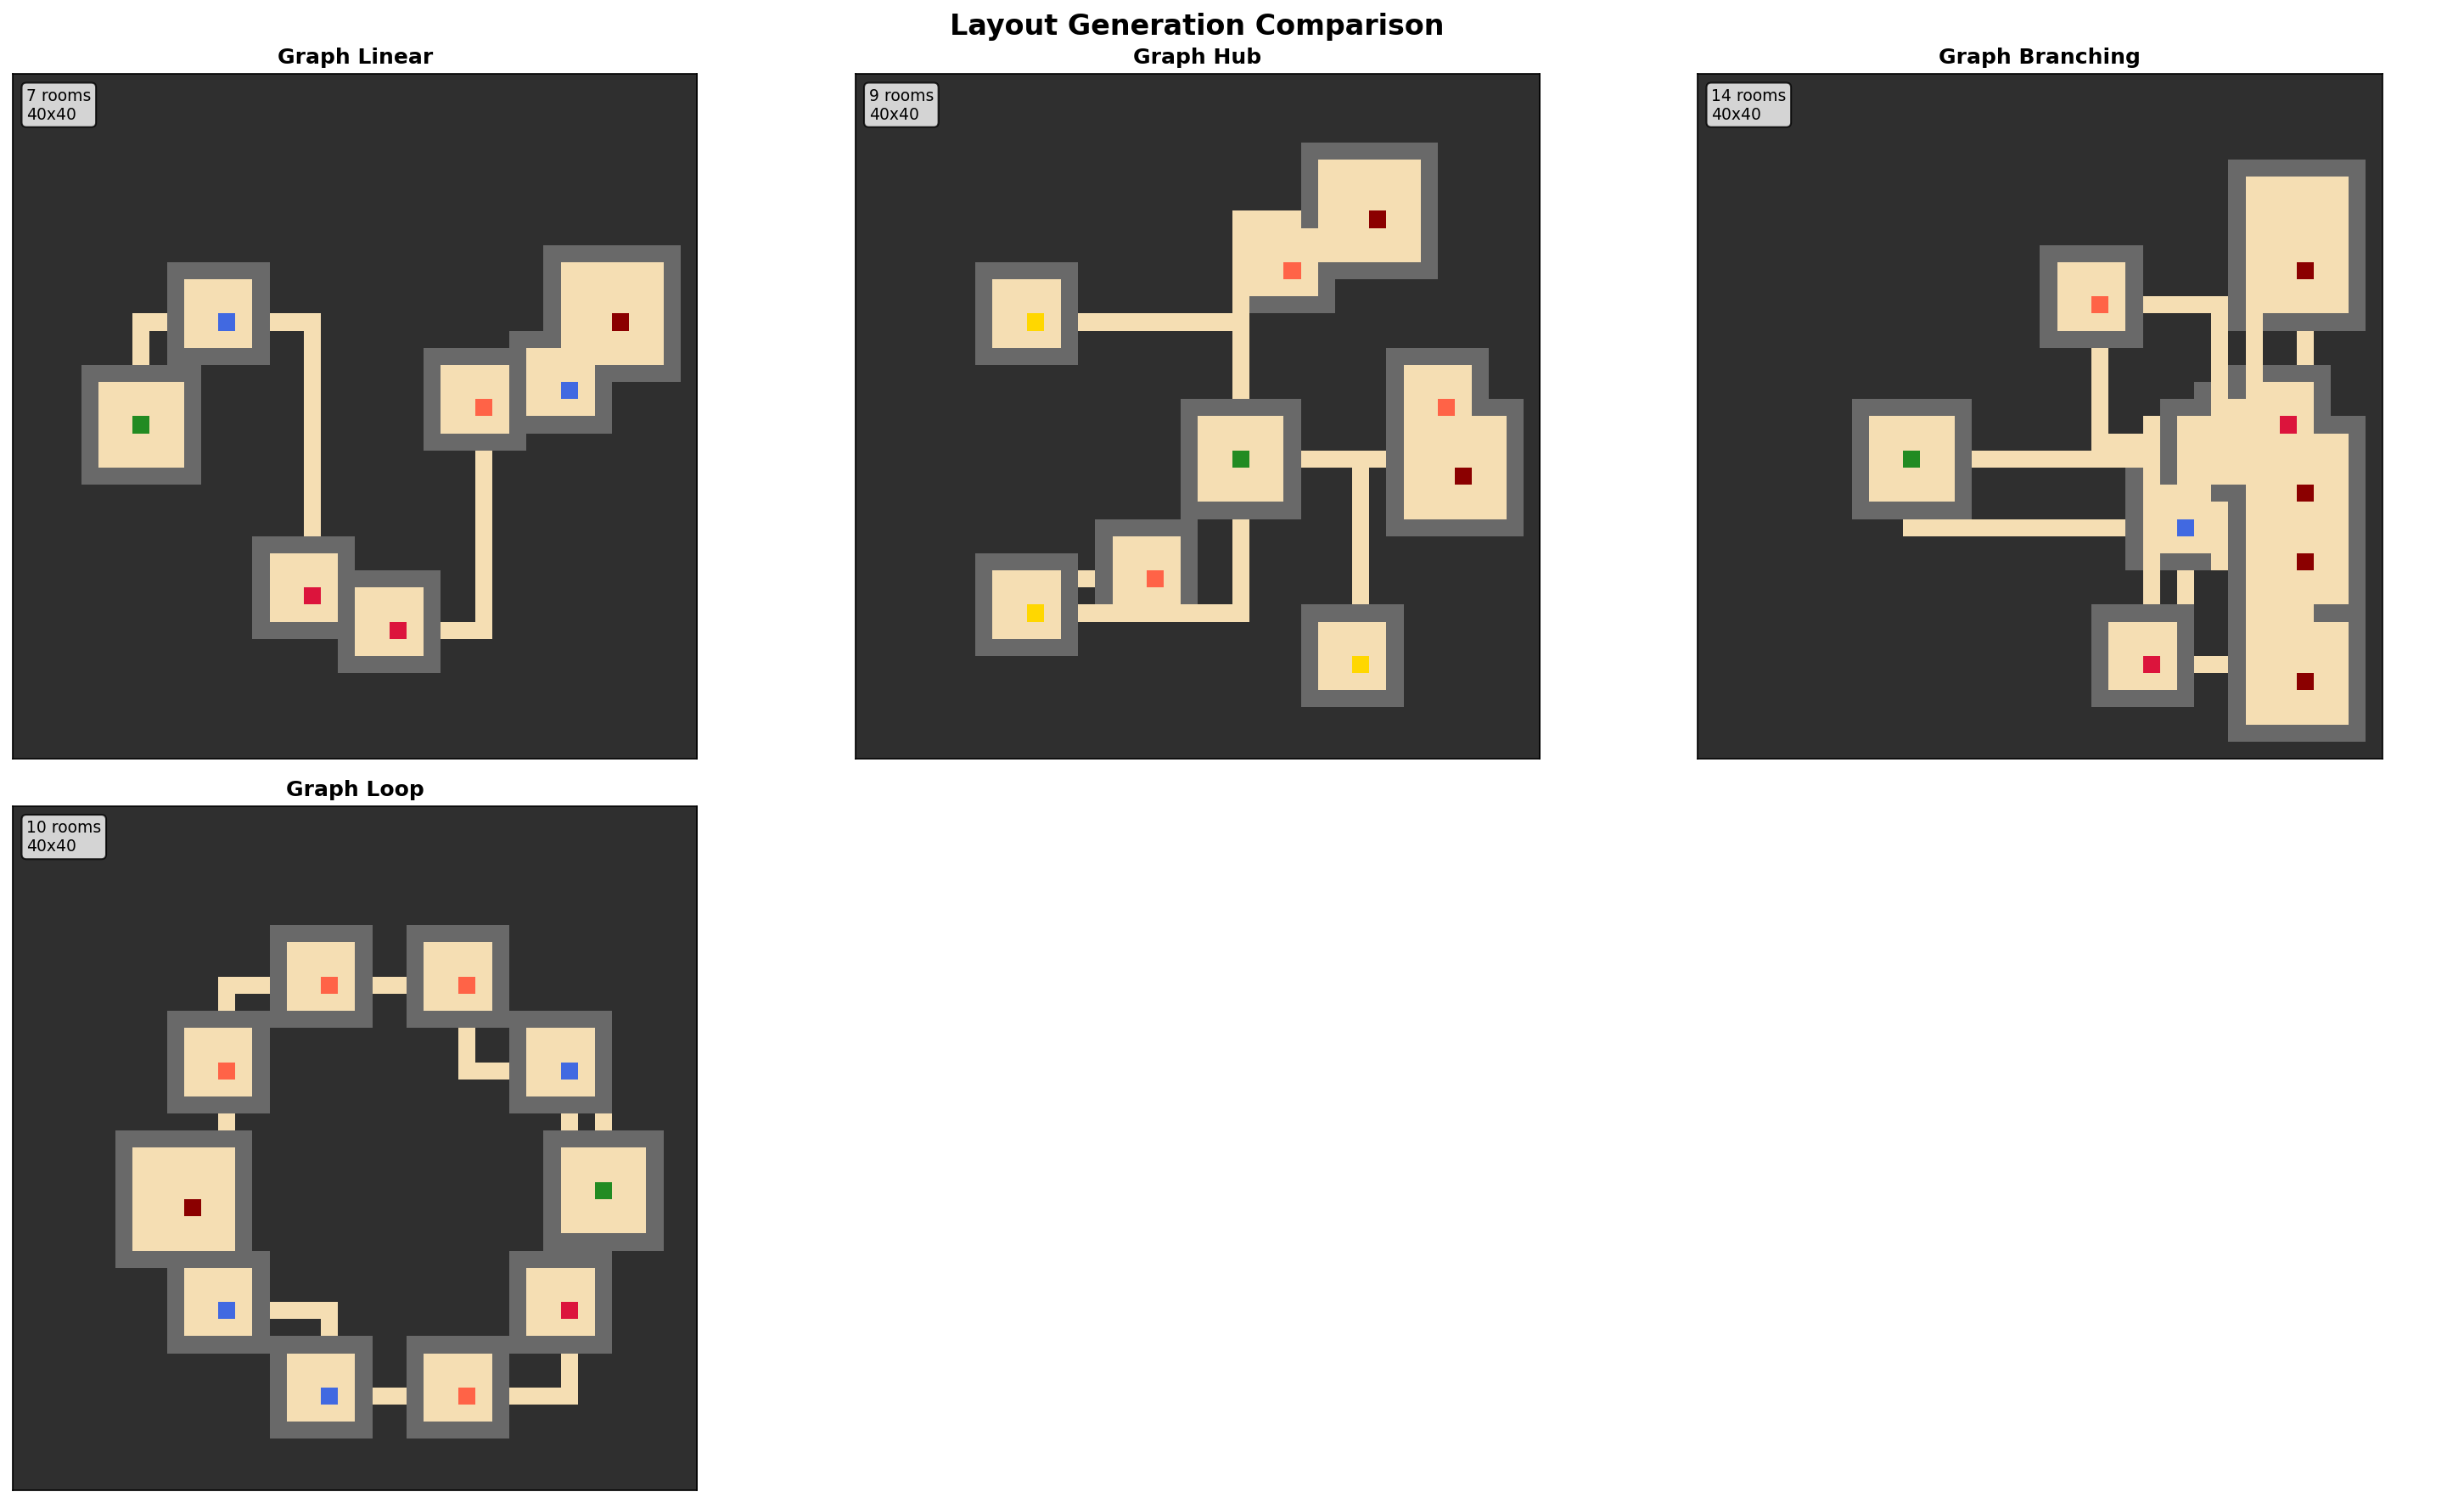 Layout Generation Comparison
Graph Linear
7 rooms
40x40
Graph Hub
9 rooms
40x40
Graph Branching
14 rooms
40x40
Graph Loop
10 rooms
40x40